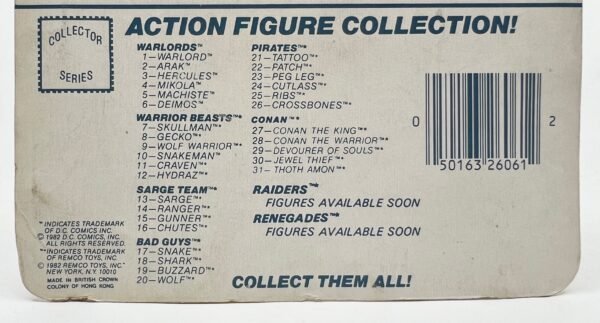 ACTION FIGURE COLLECTION!
COLLECTOR
SERIES
WARLORDS™
1—WARLORD™
2—ARAK™
3—HERCULES™
4—MIKOLA™
5—MACHISTE™
6—DEIMOS™
WARRIOR BEASTS™*
7—SKULLMAN™*
8—GECKO™*
9—WOLF WARRIOR™*
10—SNAKEMAN™*
11—CRAVEN™*
12—HYDRAZ™*
SARGE TEAM™*
13—SARGE™*
14—RANGER™*
15—GUNNER™*
16—CHUTES™*
BAD GUYS™*
17—SNAKE™*
18—SHARK™*
19—BUZZARD™*
20—WOLF™*
PIRATES™*
21—TATTOO™*
22—PATCH™*
23—PEG LEG™*
24—CUTLASS™*
25—RIBS™*
26—CROSSBONES™*
CONAN™*
27—CONAN THE KING™*
28—CONAN THE WARRIOR™*
29—DEVOURER OF SOULS™*
30—JEWEL THIEF™*
31—THOTH AMON™*
RAIDERS™*
FIGURES AVAILABLE SOON
RENEGADES™*
FIGURES AVAILABLE SOON
0 50163 26061 2
™INDICATES TRADEMARK
OF D.C. COMICS, INC.
© 1982 D.C. COMICS, INC.
ALL RIGHTS RESERVED.
™*INDICATES TRADEMARK
OF REMCO TOYS, INC.
© 1982 REMCO TOYS, INC.
NEW YORK, N.Y. 10010
MADE IN BRITISH CROWN
COLONY OF HONG KONG
COLLECT THEM ALL!